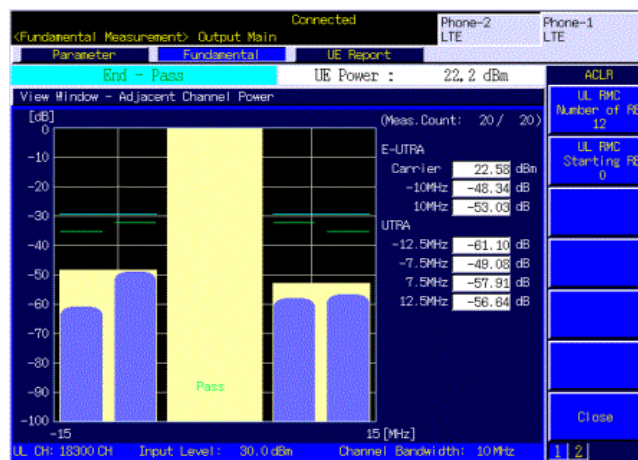 Connected
Phone-2
LTE
Phone-1
LTE
<Fundamental Measurement> Output Main
Parameter
Fundamental
UE Report
End - Pass
UE Power :
22.2 dBm
ACLR
View Window - Adjacent Channel Power
UL RMC
Number of RB
12
UL RMC
Starting RB
0
[dB]
(Meas.Count: 20/ 20)
0
-10
-20
-30
-40
-50
-60
-70
-80
-90
-100
E-UTRA
Carrier 22.58 dBm
-10MHz -48.34 dB
10MHz -53.03 dB
UTRA
-12.5MHz -61.10 dB
-7.5MHz -49.08 dB
7.5MHz -57.91 dB
12.5MHz -56.64 dB
Pass
-15
15 [MHz]
Close
UL CH: 18300 CH Input Level: 30.0 dBm Channel Bandwidth: 10 MHz
1 2